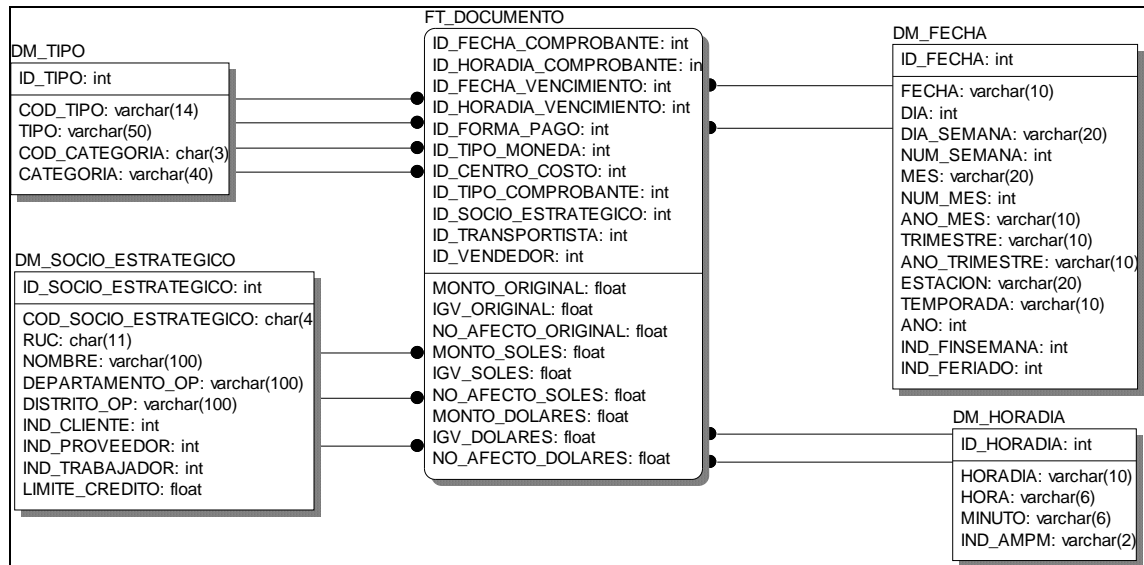 DM_TIPO
ID_TIPO: int
COD_TIPO: varchar(14)
TIPO: varchar(50)
COD_CATEGORIA: char(3)
CATEGORIA: varchar(40)
DM_SOCIO_ESTRATEGICO
ID_SOCIO_ESTRATEGICO: int
COD_SOCIO_ESTRATEGICO: char(4
RUC: char(11)
NOMBRE: varchar(100)
DEPARTAMENTO_OP: varchar(100)
DISTRITO_OP: varchar(100)
IND_CLIENTE: int
IND_PROVEEDOR: int
IND_TRABAJADOR: int
LIMITE_CREDITO: float
FT_DOCUMENTO
ID_FECHA_COMPROBANTE: int
ID_HORADIA_COMPROBANTE: in
ID_FECHA_VENCIMIENTO: int
ID_HORADIA_VENCIMIENTO: int
ID_FORMA_PAGO: int
ID_TIPO_MONEDA: int
ID_CENTRO_COSTO: int
ID_TIPO_COMPROBANTE: int
ID_SOCIO_ESTRATEGICO: int
ID_TRANSPORTISTA: int
ID_VENDEDOR: int
MONTO_ORIGINAL: float
IGV_ORIGINAL: float
NO_AFECTO_ORIGINAL: float
MONTO_SOLES: float
IGV_SOLES: float
NO_AFECTO_SOLES: float
MONTO_DOLARES: float
IGV_DOLARES: float
NO_AFECTO_DOLARES: float
DM_FECHA
ID_FECHA: int
FECHA: varchar(10)
DIA: int
DIA_SEMANA: varchar(20)
NUM_SEMANA: int
MES: varchar(20)
NUM_MES: int
ANO_MES: varchar(10)
TRIMESTRE: varchar(10)
ANO_TRIMESTRE: varchar(10)
ESTACION: varchar(20)
TEMPORADA: varchar(10)
ANO: int
IND_FINSEMANA: int
IND_FERIADO: int
DM_HORADIA
ID_HORADIA: int
HORADIA: varchar(10)
HORA: varchar(6)
MINUTO: varchar(6)
IND_AMPM: varchar(2)